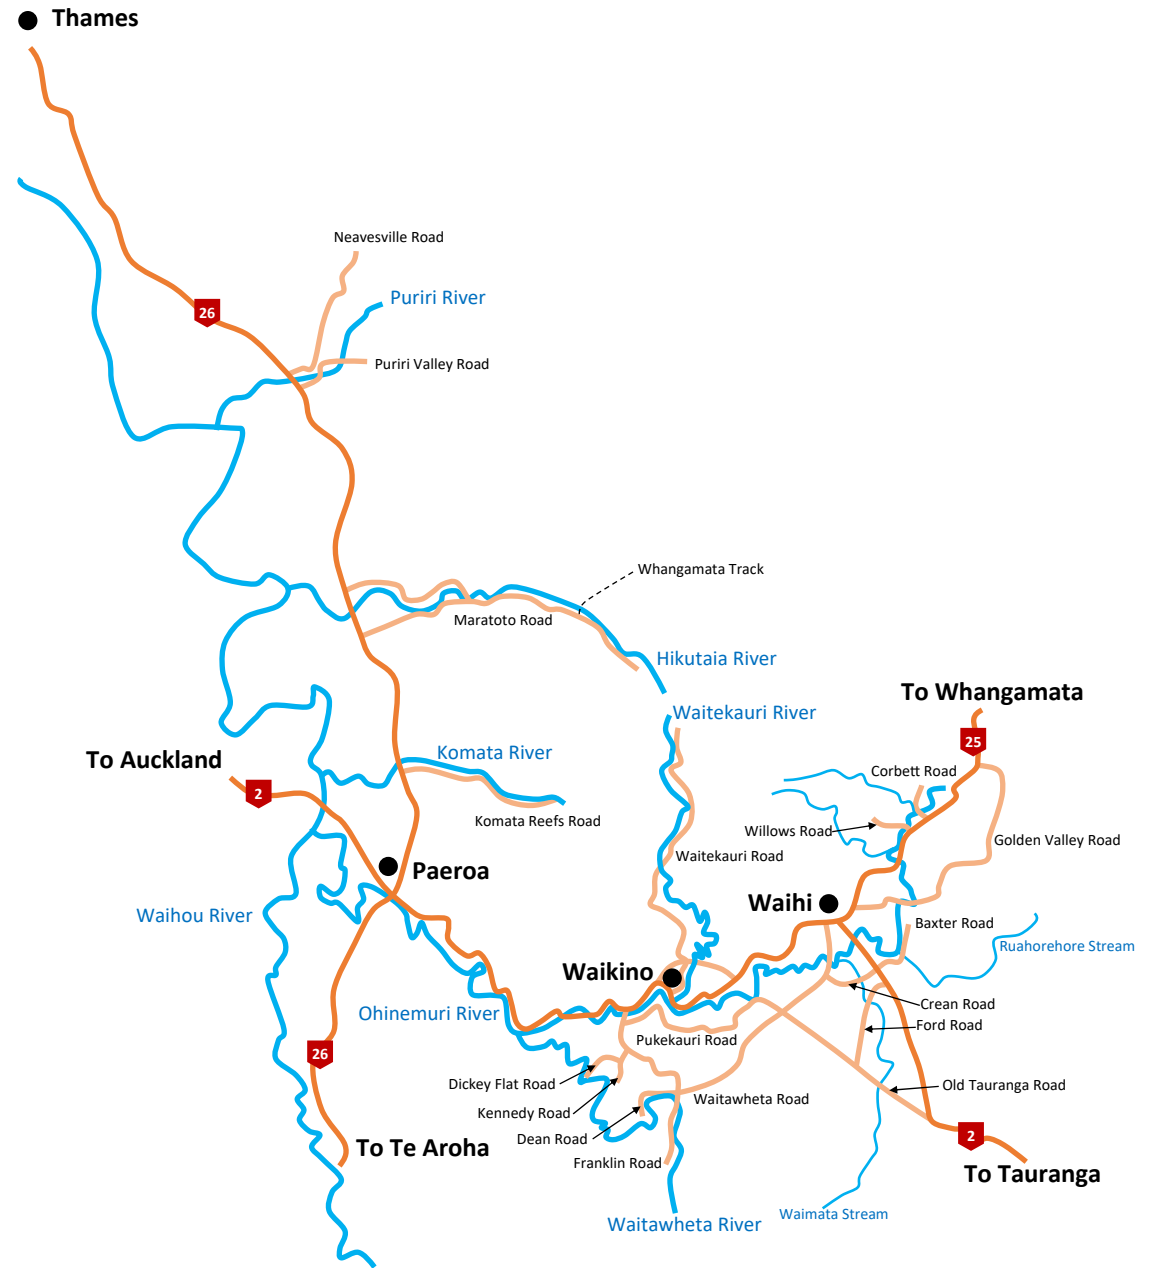 Thames
Neavesville Road
Puriri River
26
Puriri Valley Road
Whangamata Track
Maratoto Road
Hikutaia River
To Whangamata
Waitekauri River
25
To Auckland
Komata River
Corbett Road
2
Komata Reefs Road
Willows Road
Golden Valley Road
Waitekauri Road
Paeroa
Waihi
Waihou River
Baxter Road
Ruahorehore Stream
Waikino
Crean Road
Ohinemuri River
Ford Road
Pukekauri Road
26
Dickey Flat Road
Old Tauranga Road
Waitawheta Road
Kennedy Road
Dean Road
2
To Te Aroha
Franklin Road
To Tauranga
Waimata Stream
Waitawheta River